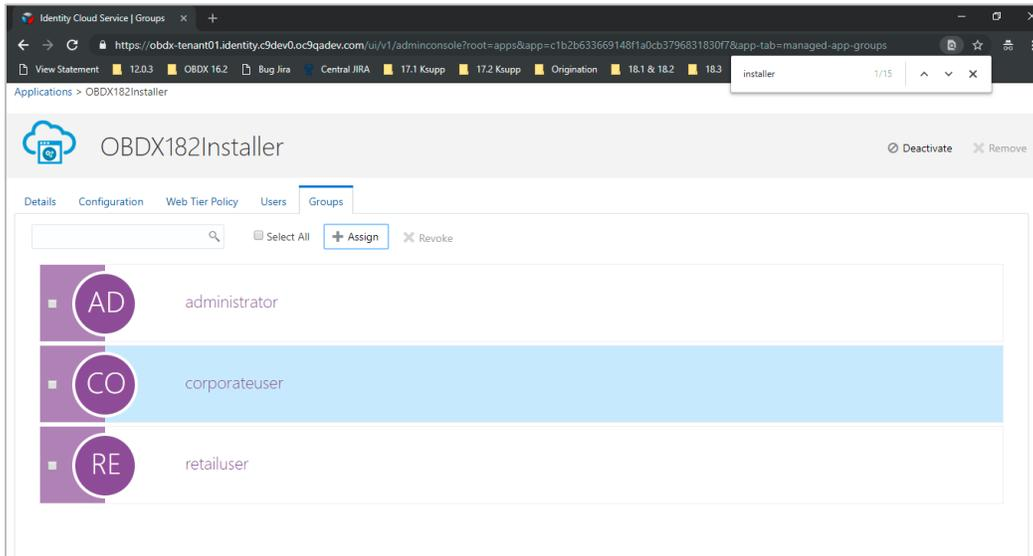 Identity Cloud Service | Groups
https://obdx-tenant01.identity.c9dev0.oc9qadev.com/ui/v1/adminconsole?root=apps&app=c1b2b633669148f1a0cb3796831830f7&app-tab=managed-app-groups
View Statement 12.0.3 OBDX 16.2 Bug Jira Central JIRA 17.1 Ksupp 17.2 Ksupp Origination 18.1 & 18.2 18.3
installer 1/15
Applications > OBDX182Installer
OBDX182Installer
Deactivate Remove
Details Configuration Web Tier Policy Users Groups
Select All Assign Revoke
AD administrator
CO corporateuser
RE retailuser